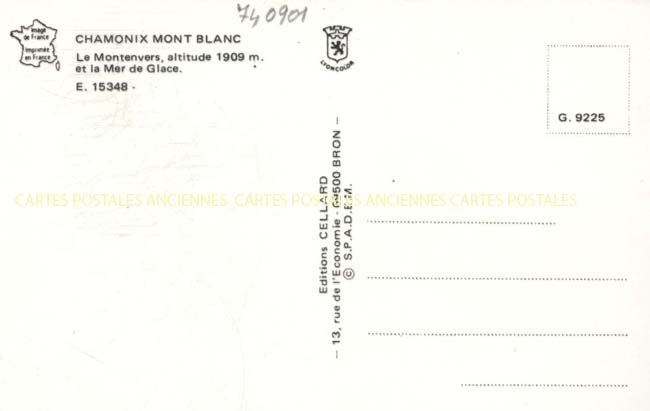 740901
Image
de France
Imprimée
en France
CHAMONIX MONT BLANC
Le Montenvers, altitude 1909 m.
et la Mer de Glace.
E. 15348 -
LYONCOLOR
G. 9225
Editions CELLARD
— 13, rue de l'Economie - 69500 BRON —
© S.P.A.D.E.M.
CARTES POSTALES ANCIENNES CARTES POSTALES ANCIENNES CARTES POSTALES